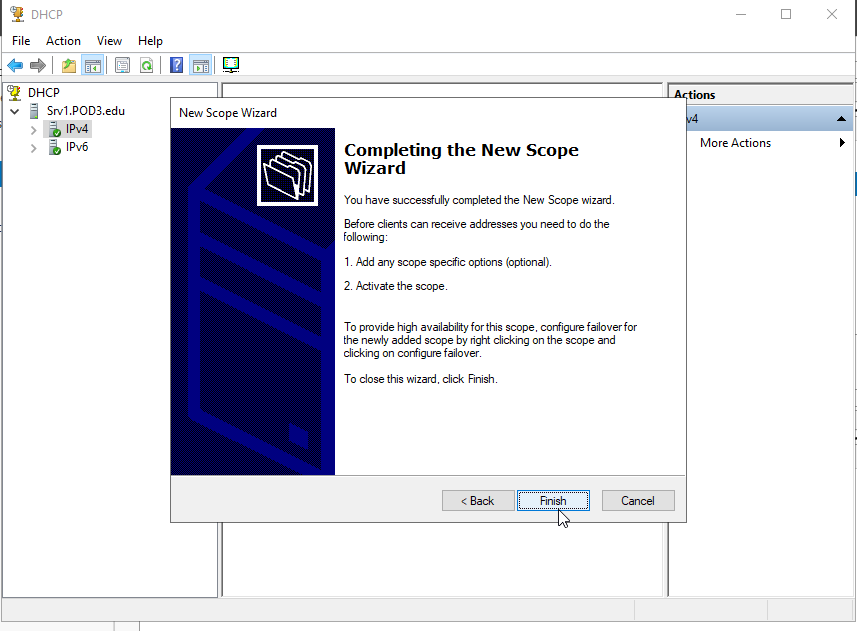 DHCP
File Action View Help
DHCP
Srv1.POD3.edu
IPv4
IPv6
New Scope Wizard
Completing the New Scope
Wizard
You have successfully completed the New Scope wizard.
Before clients can receive addresses you need to do the
following:
1. Add any scope specific options (optional).
2. Activate the scope.
To provide high availability for this scope, configure failover for
the newly added scope by right clicking on the scope and
clicking on configure failover.
To close this wizard, click Finish.
< Back Finish Cancel
Actions
v4
More Actions